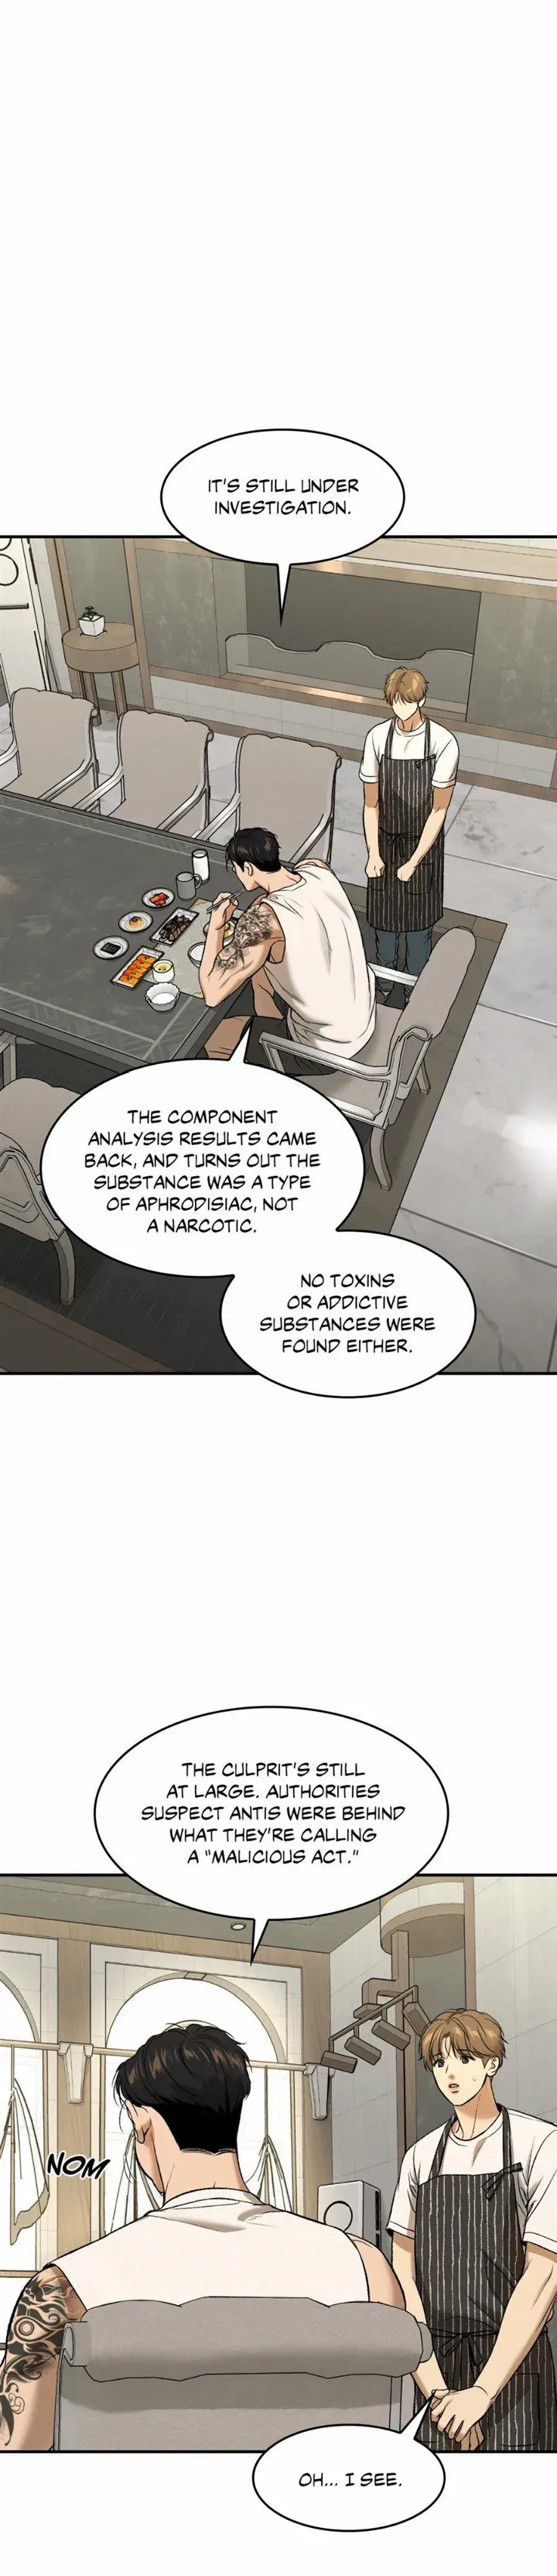 IT'S STILL UNDER
INVESTIGATION.
THE COMPONENT
ANALYSIS RESULTS CAME
BACK, AND TURNS OUT THE
SUBSTANCE WAS A TYPE
OF APHRODISIAC, NOT
A NARCOTIC.
NO TOXINS
OR ADDICTIVE
SUBSTANCES WERE
FOUND EITHER.
THE CULPRIT'S STILL
AT LARGE. AUTHORITIES
SUSPECT ANTIS WERE BEHIND
WHAT THEY'RE CALLING
A "MALICIOUS ACT."
NOM
OH... I SEE.